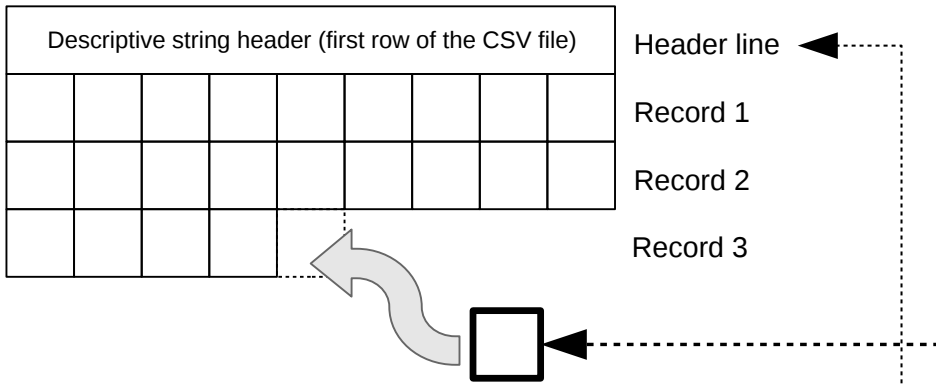 Descriptive string header (first row of the CSV file)
Header line
Record 1
Record 2
Record 3